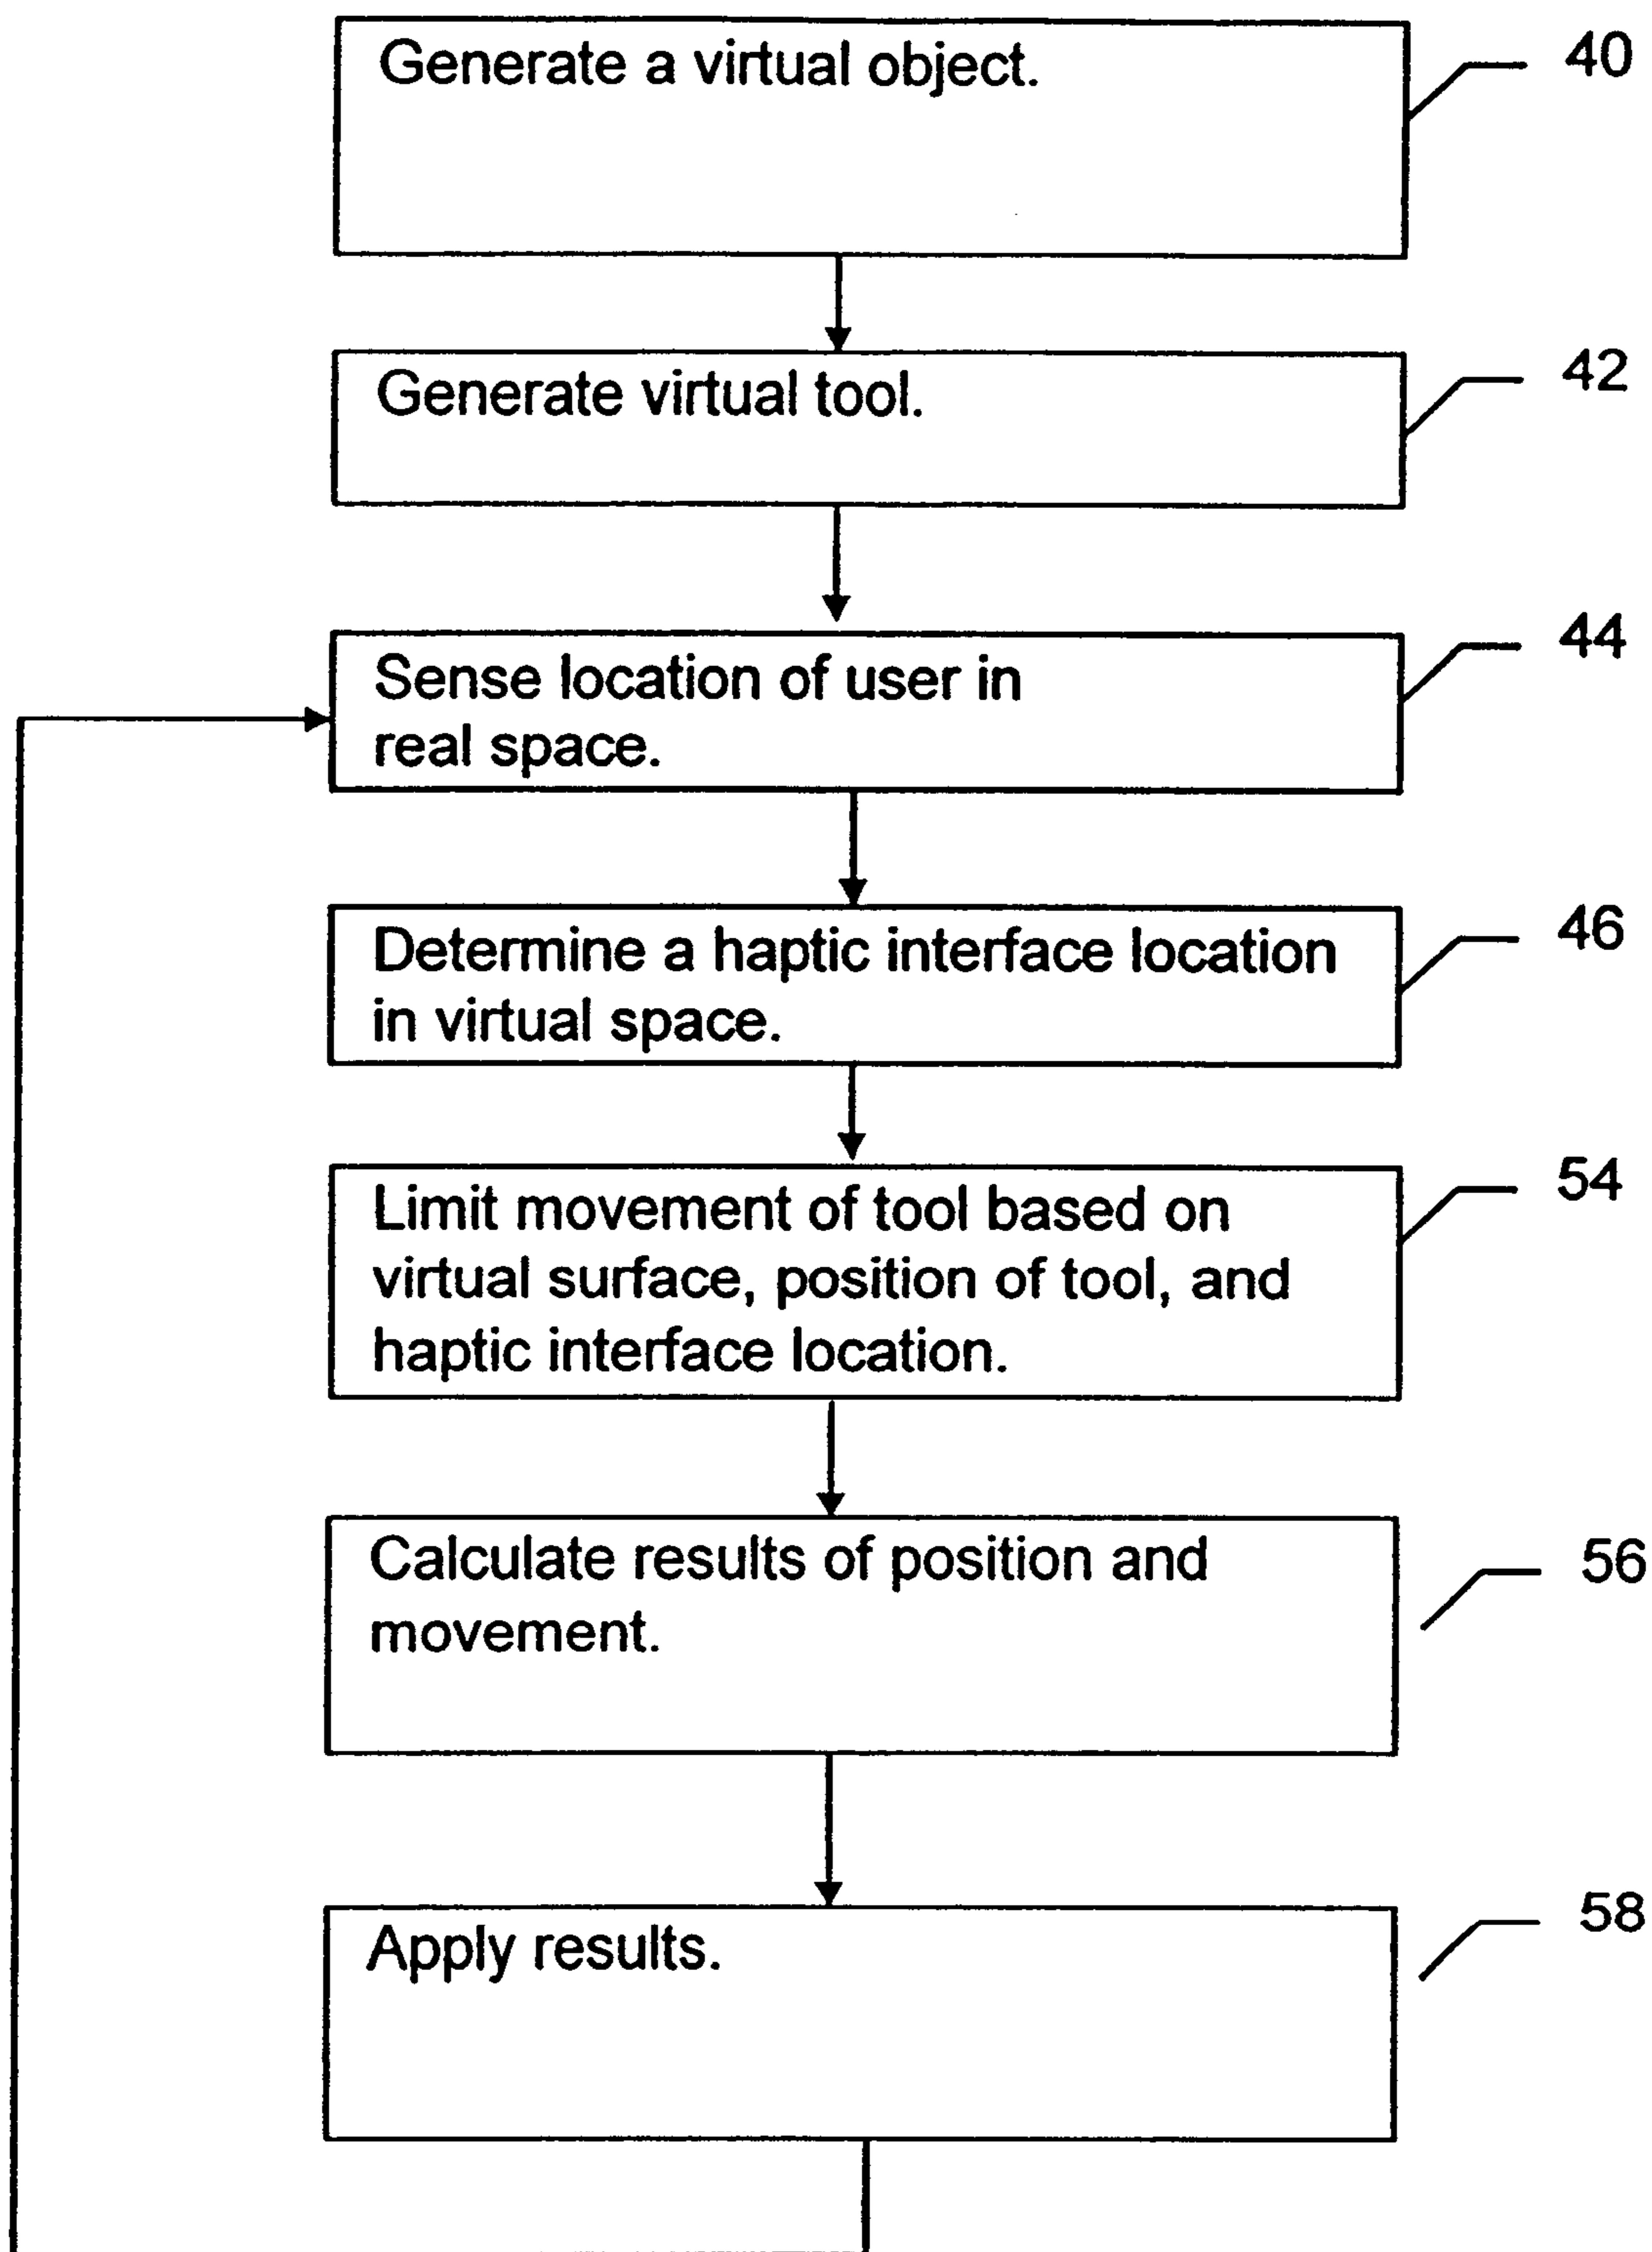 Generate a virtual object.
40
Generate virtual tool.
42
Sense location of user in
real space.
44
Determine a haptic interface location
in virtual space.
46
Limit movement of tool based on
virtual surface, position of tool, and
haptic interface location.
54
Calculate results of position and
movement.
56
Apply results.
58